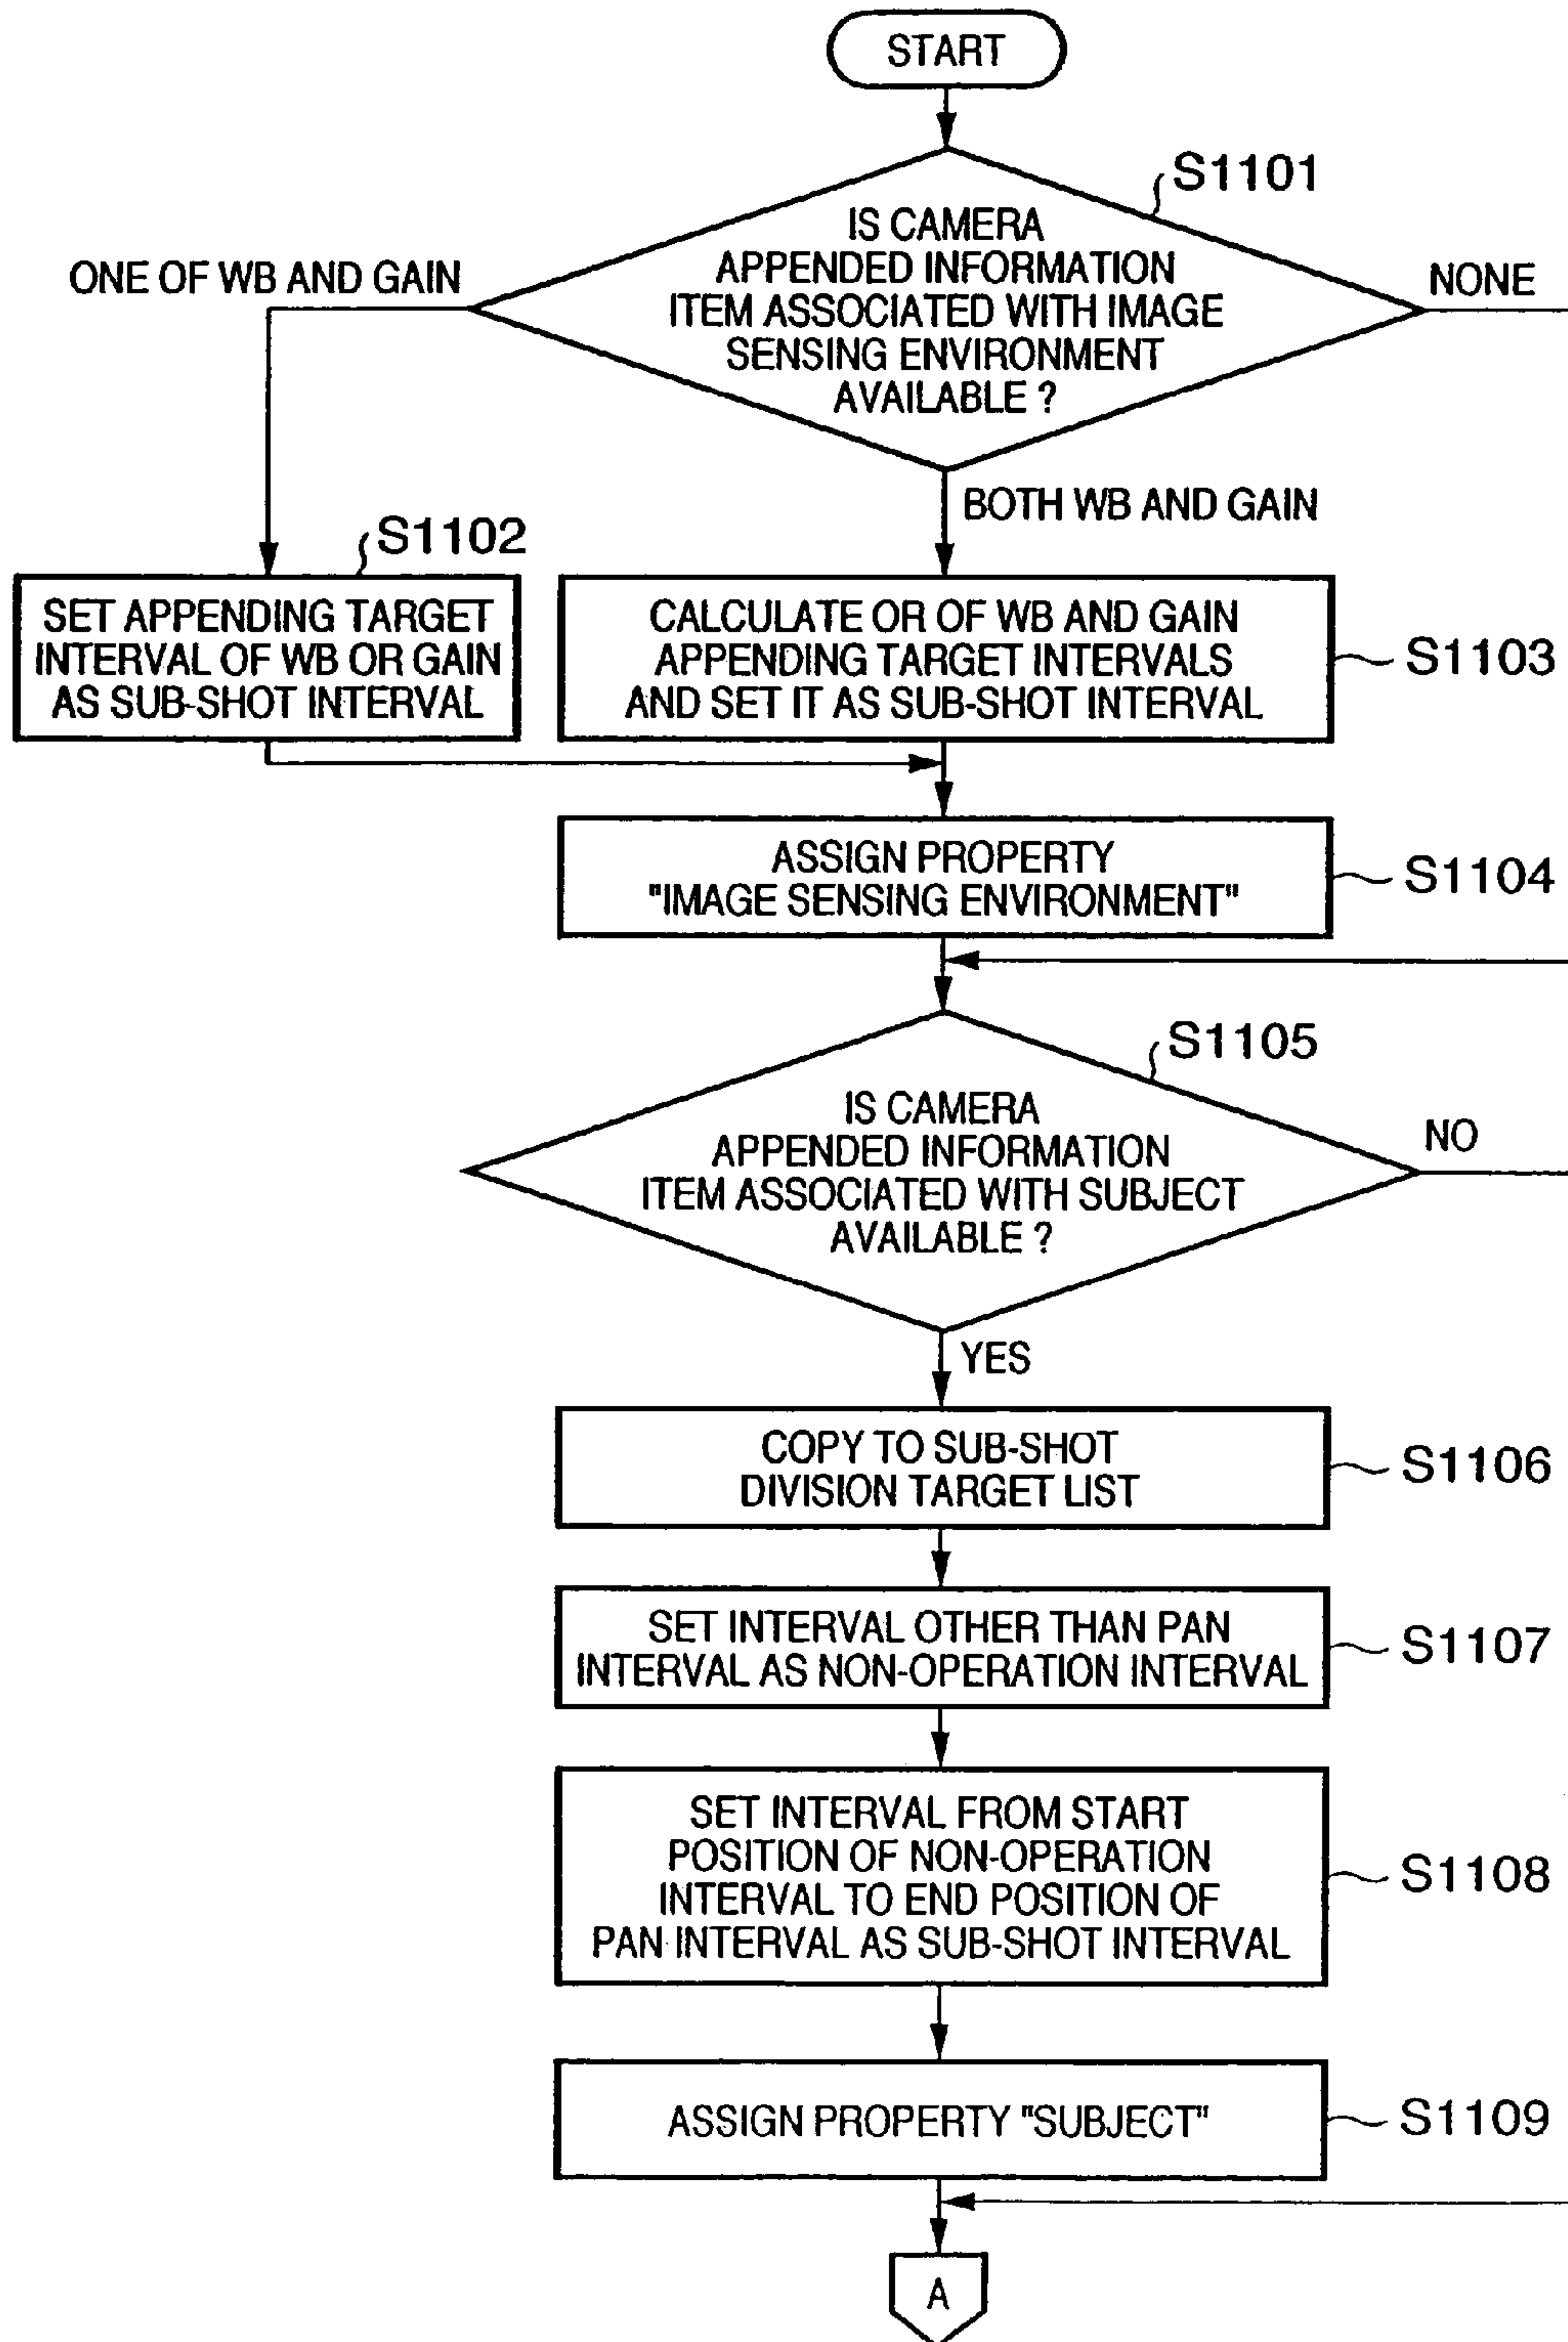 START
S1101
IS CAMERA
APPENDED INFORMATION
ITEM ASSOCIATED WITH IMAGE
SENSING ENVIRONMENT
AVAILABLE ?
ONE OF WB AND GAIN
NONE
BOTH WB AND GAIN
S1102
SET APPENDING TARGET
INTERVAL OF WB OR GAIN
AS SUB-SHOT INTERVAL
CALCULATE OR OF WB AND GAIN
APPENDING TARGET INTERVALS
AND SET IT AS SUB-SHOT INTERVAL
S1103
ASSIGN PROPERTY
"IMAGE SENSING ENVIRONMENT"
S1104
S1105
IS CAMERA
APPENDED INFORMATION
ITEM ASSOCIATED WITH SUBJECT
AVAILABLE ?
NO
YES
COPY TO SUB-SHOT
DIVISION TARGET LIST
S1106
SET INTERVAL OTHER THAN PAN
INTERVAL AS NON-OPERATION INTERVAL
S1107
SET INTERVAL FROM START
POSITION OF NON-OPERATION
INTERVAL TO END POSITION OF
PAN INTERVAL AS SUB-SHOT INTERVAL
S1108
ASSIGN PROPERTY "SUBJECT"
S1109
A